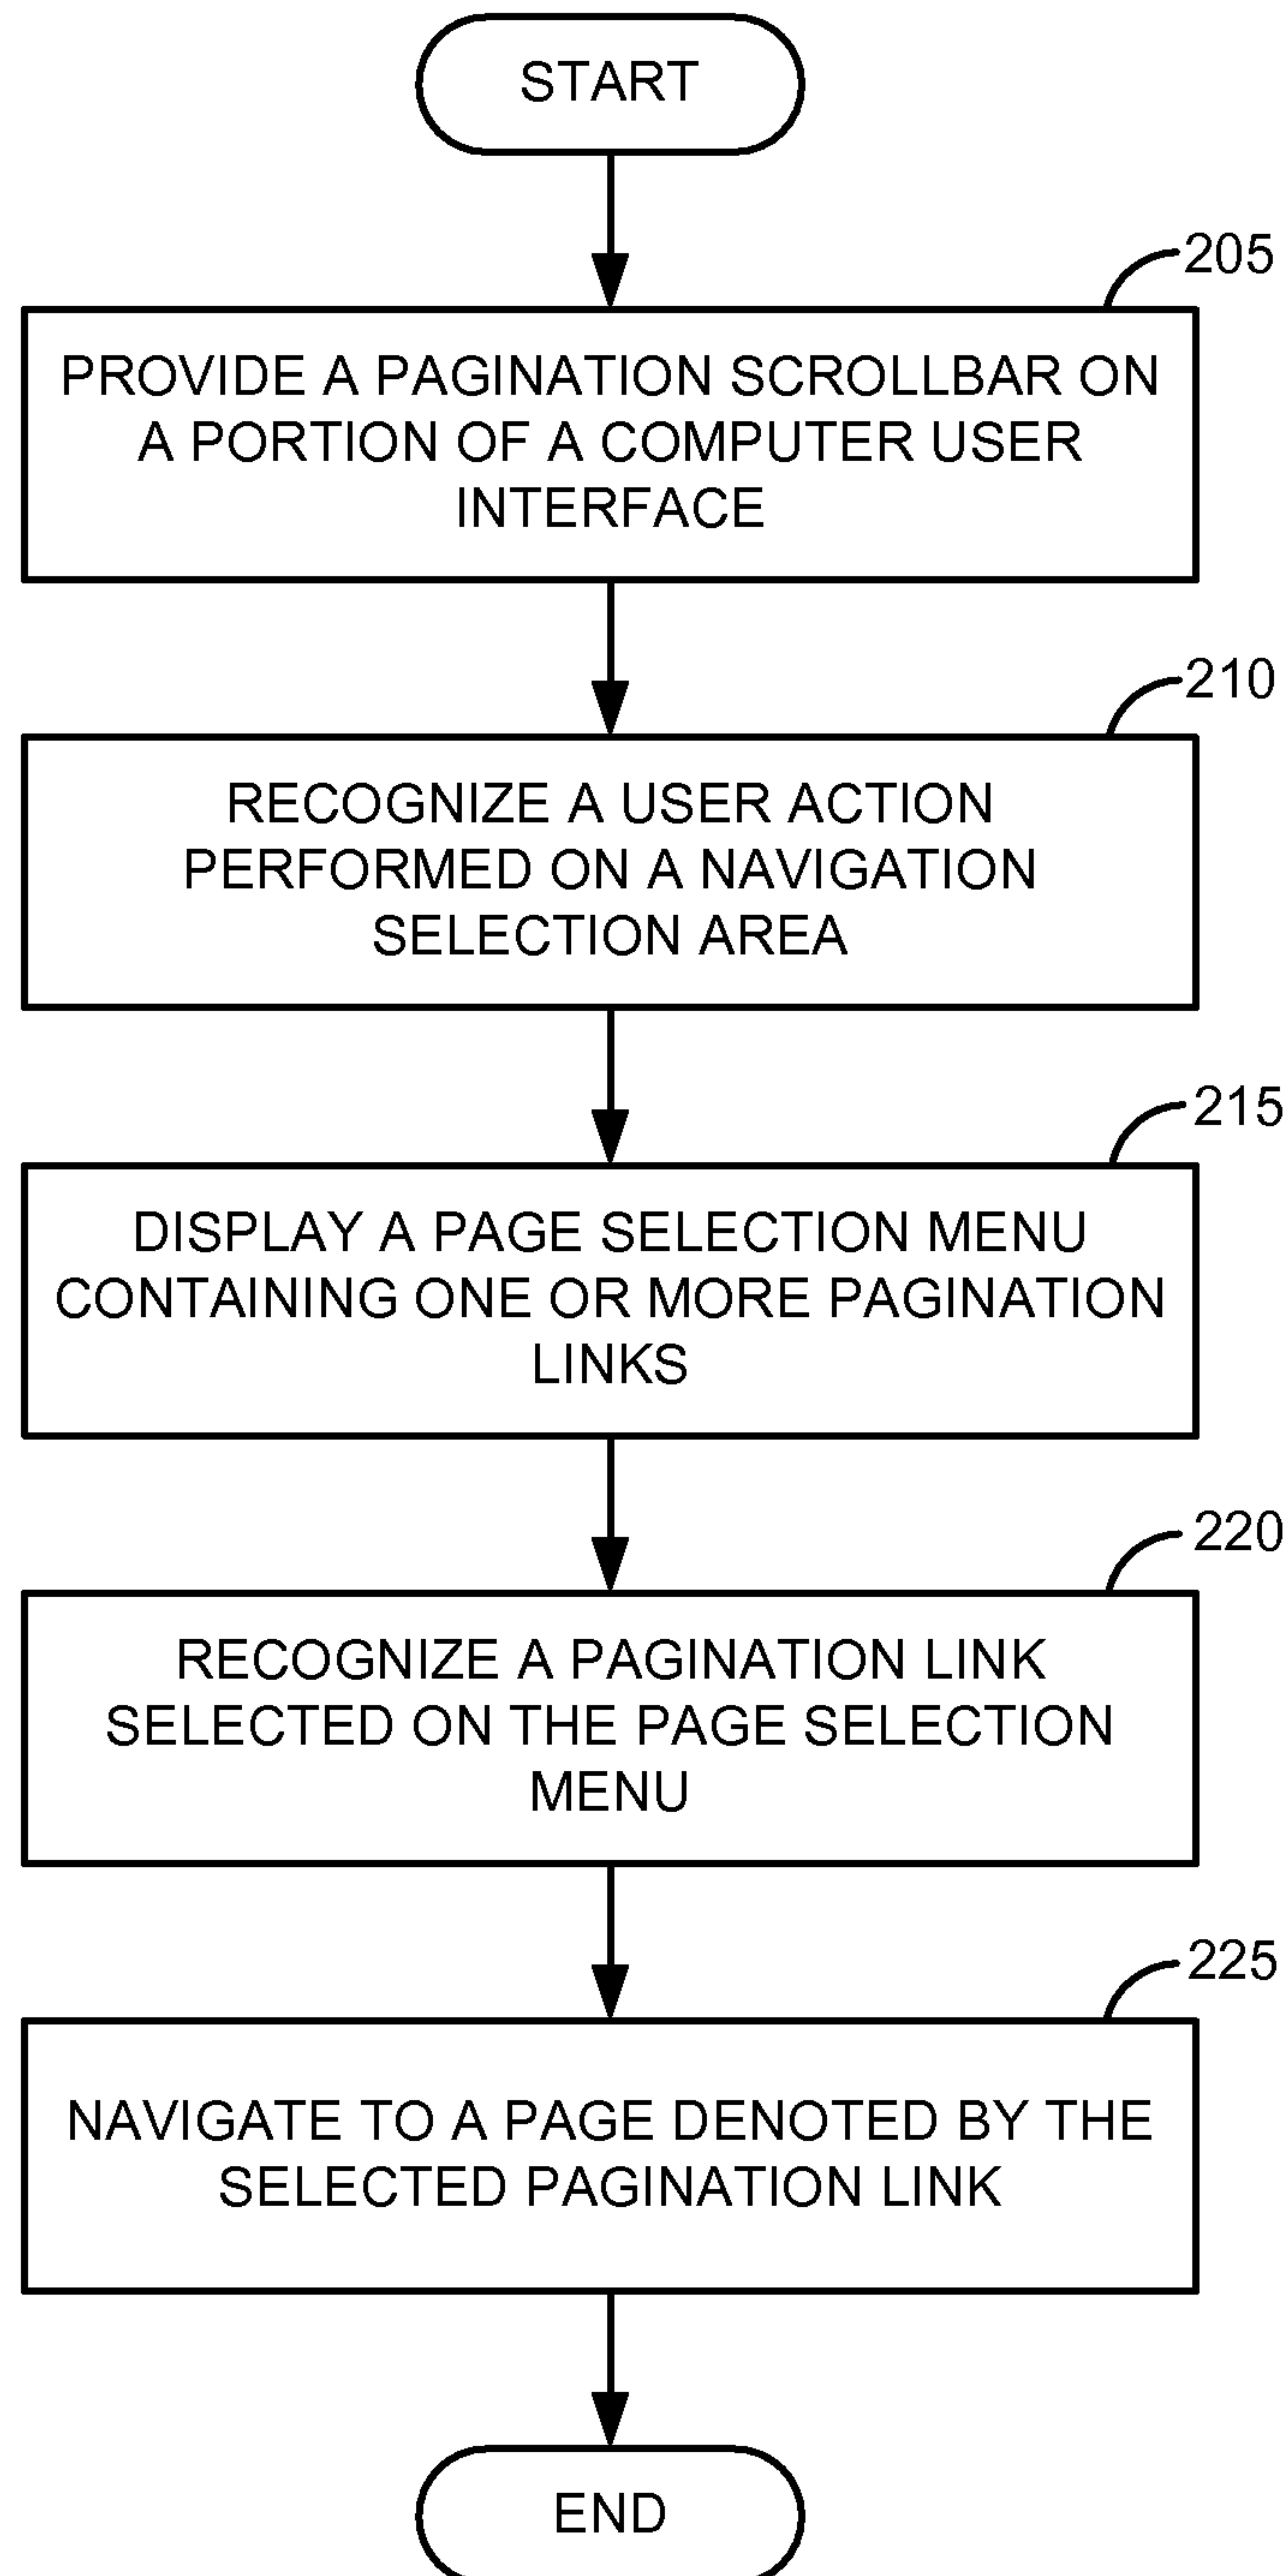 START
205
PROVIDE A PAGINATION SCROLLBAR ON
A PORTION OF A COMPUTER USER
INTERFACE
210
RECOGNIZE A USER ACTION
PERFORMED ON A NAVIGATION
SELECTION AREA
215
DISPLAY A PAGE SELECTION MENU
CONTAINING ONE OR MORE PAGINATION
LINKS
220
RECOGNIZE A PAGINATION LINK
SELECTED ON THE PAGE SELECTION
MENU
225
NAVIGATE TO A PAGE DENOTED BY THE
SELECTED PAGINATION LINK
END